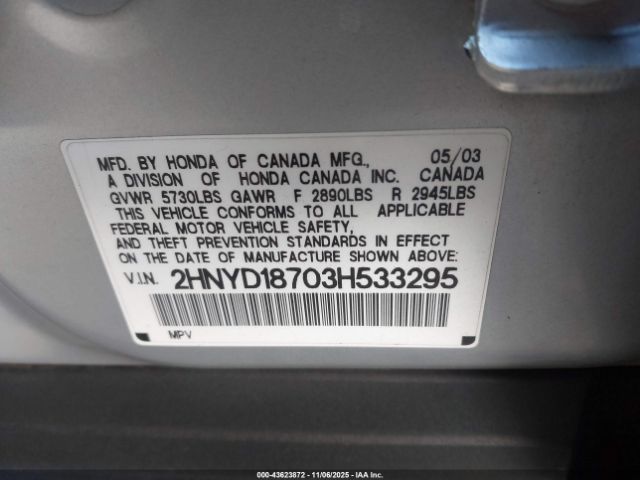 MFD. BY HONDA OF CANADA MFG., 05/03
A DIVISION OF HONDA CANADA INC. CANADA
GVWR 5730LBS GAWR F 2890LBS R 2945LBS
THIS VEHICLE CONFORMS TO ALL APPLICABLE
FEDERAL MOTOR VEHICLE SAFETY,
AND THEFT PREVENTION STANDARDS IN EFFECT
ON THE DATE OF MANUFACTURE SHOWN ABOVE:
V.I.N. 2HNYD18703H533295
MPV
000-43623872 - 11/06/2025 - IAA Inc.